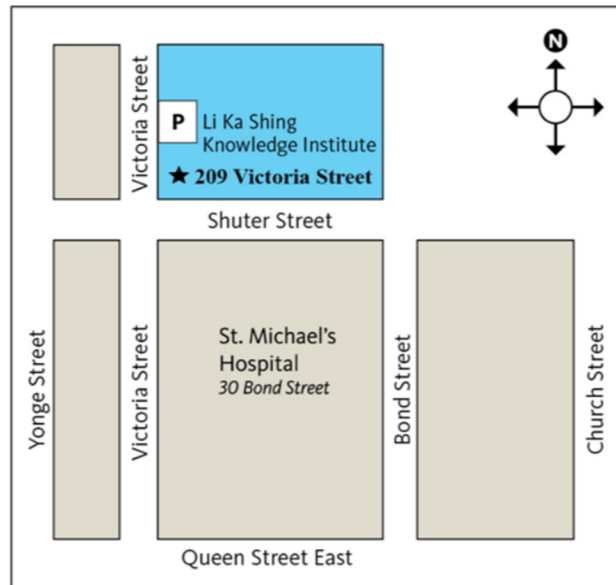 N
Victoria Street
P
Li Ka Shing
Knowledge Institute
★ 209 Victoria Street
Shuter Street
Yonge Street
Victoria Street
St. Michael's
Hospital
30 Bond Street
Bond Street
Church Street
Queen Street East